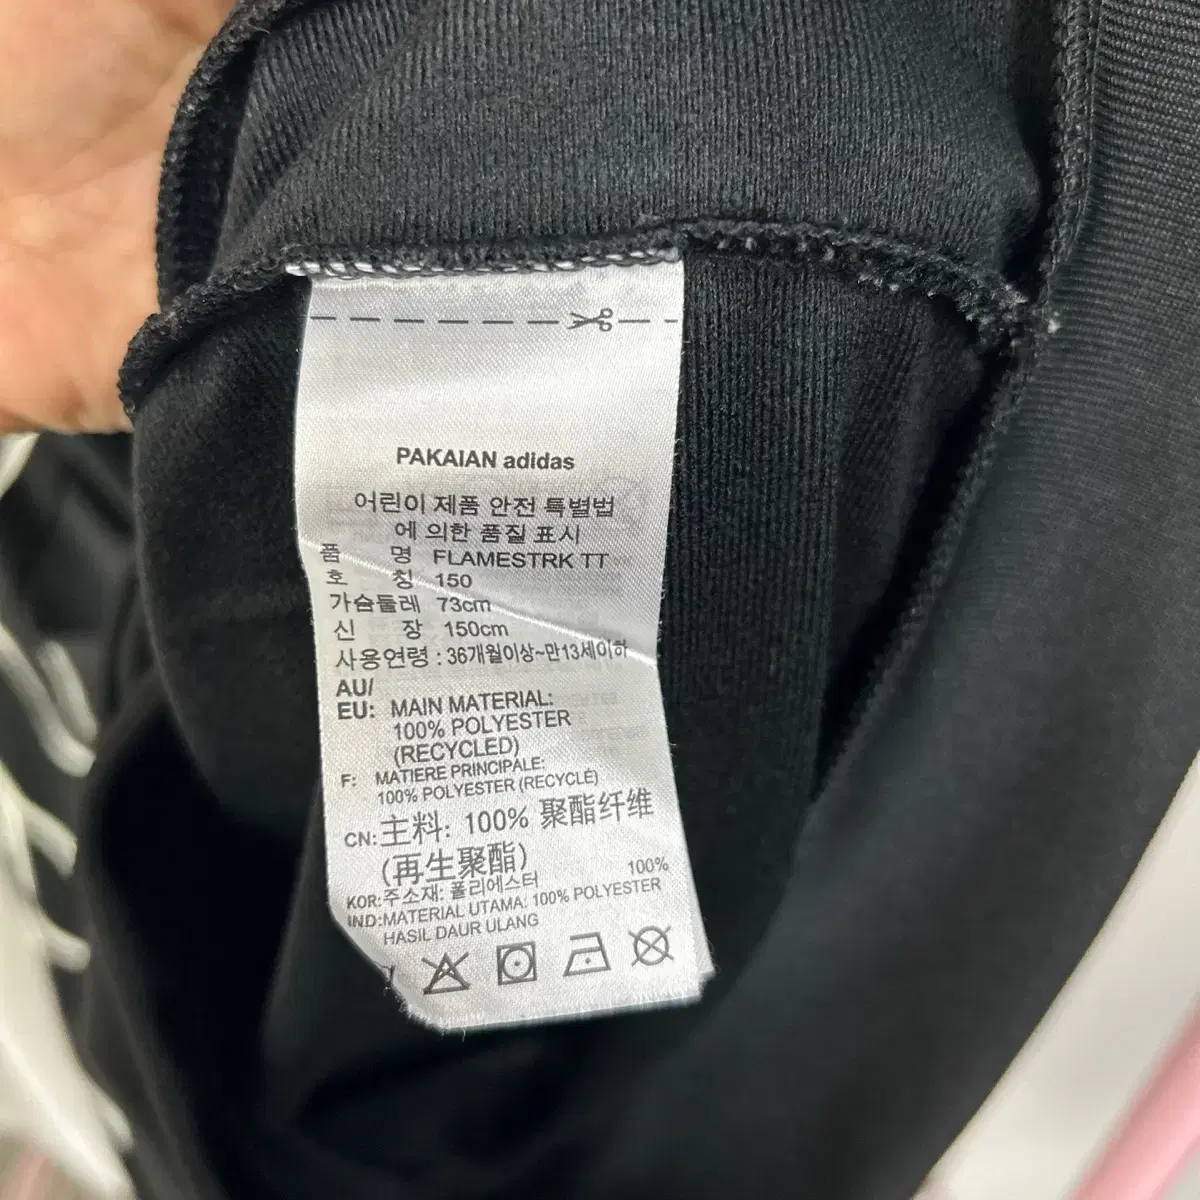 PAKAIAN adidas
어린이 제품 안전 특별법
에 의한 품질 표시
품 명 FLAMESTRK TT
호 칭 150
가슴둘레 73cm
신 장 150cm
사용연령 : 36개월이상~만13세이하
AU/
EU: MAIN MATERIAL:
100% POLYESTER
(RECYCLED)
F: MATIERE PRINCIPALE:
100% POLYESTER (RECYCLÉ)
CN: 主料: 100% 聚酯纤维
(再生聚酯)
KOR: 주소재: 폴리에스터 100%
IND: MATERIAL UTAMA: 100% POLYESTER
HASIL DAUR ULANG